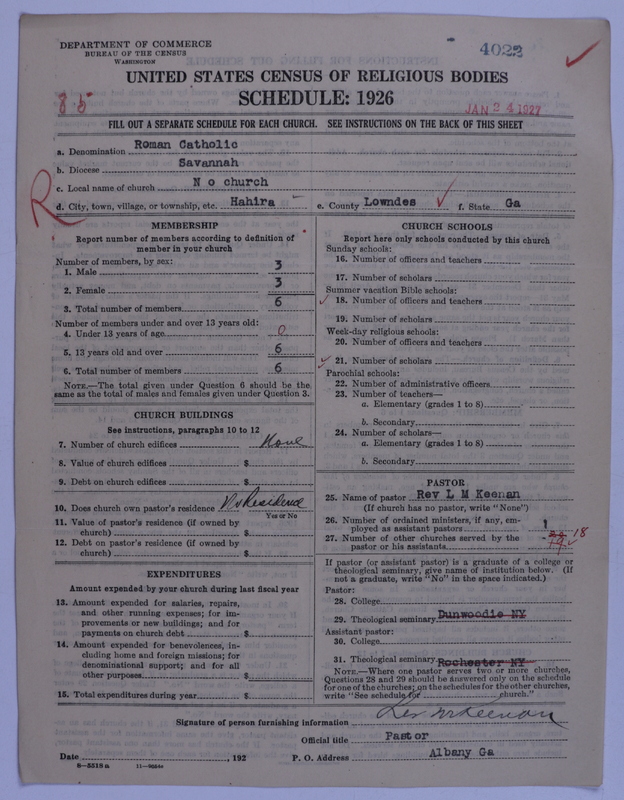 DEPARTMENT OF COMMERCE
BUREAU OF THE CENSUS
WASHINGTON
4022
UNITED STATES CENSUS OF RELIGIOUS BODIES
SCHEDULE: 1926
8 5
JAN 24 1927
FILL OUT A SEPARATE SCHEDULE FOR EACH CHURCH. SEE INSTRUCTIONS ON THE BACK OF THIS SHEET
a. Denomination Roman Catholic
b. Diocese Savannah
c. Local name of church N o church
R
d. City, town, village, or township, etc. Hahira e. County Lowndes f. State Ga
MEMBERSHIP
Report number of members according to definition of
member in your church
Number of members, by sex:
1. Male 3
2. Female 3
3. Total number of members 6
Number of members under and over 13 years old:
4. Under 13 years of age 0
5. 13 years old and over 6
6. Total number of members 6
NOTE.—The total given under Question 6 should be the
same as the total of males and females given under Question 3.
CHURCH BUILDINGS
See instructions, paragraphs 10 to 12
7. Number of church edifices None
8. Value of church edifices $
9. Debt on church edifices $
10. Does church own pastor's residence No Residence
Yes or No
11. Value of pastor's residence (if owned by
church) $
12. Debt on pastor's residence (if owned by
church) $
EXPENDITURES
Amount expended by your church during last fiscal year
13. Amount expended for salaries, repairs,
and other running expenses; for im-
provements or new buildings; and for
payments on church debt $
14. Amount expended for benevolences, in-
cluding home and foreign missions; for
denominational support; and for all
other purposes $
15. Total expenditures during year $
CHURCH SCHOOLS
Report here only schools conducted by this church
Sunday schools:
16. Number of officers and teachers
17. Number of scholars
Summer vacation Bible schools:
18. Number of officers and teachers
19. Number of scholars
Week-day religious schools:
20. Number of officers and teachers
21. Number of scholars
Parochial schools:
22. Number of administrative officers
23. Number of teachers—
a. Elementary (grades 1 to 8)
b. Secondary
24. Number of scholars—
a. Elementary (grades 1 to 8)
b. Secondary
PASTOR
25. Name of pastor Rev L M Keenan
(If church has no pastor, write "None")
26. Number of ordained ministers, if any, em-
ployed as assistant pastors 1
27. Number of other churches served by the
pastor or his assistants 18
If pastor (or assistant pastor) is a graduate of a college or
theological seminary, give name of institution below. (If
not a graduate, write "No" in the space indicated.)
Pastor:
28. College
29. Theological seminary Dunwoodie NY
Assistant pastor:
30. College
31. Theological seminary Rochester NY
NOTE.—Where one pastor serves two or more churches,
Questions 28 and 29 should be answered only on the schedule
for one of the churches; on the schedules for the other churches,
write "See schedule for church."
Signature of person furnishing information Lev M Keenan
Official title Pastor
Date , 192 P. O. Address Albany Ga
8—5518 a